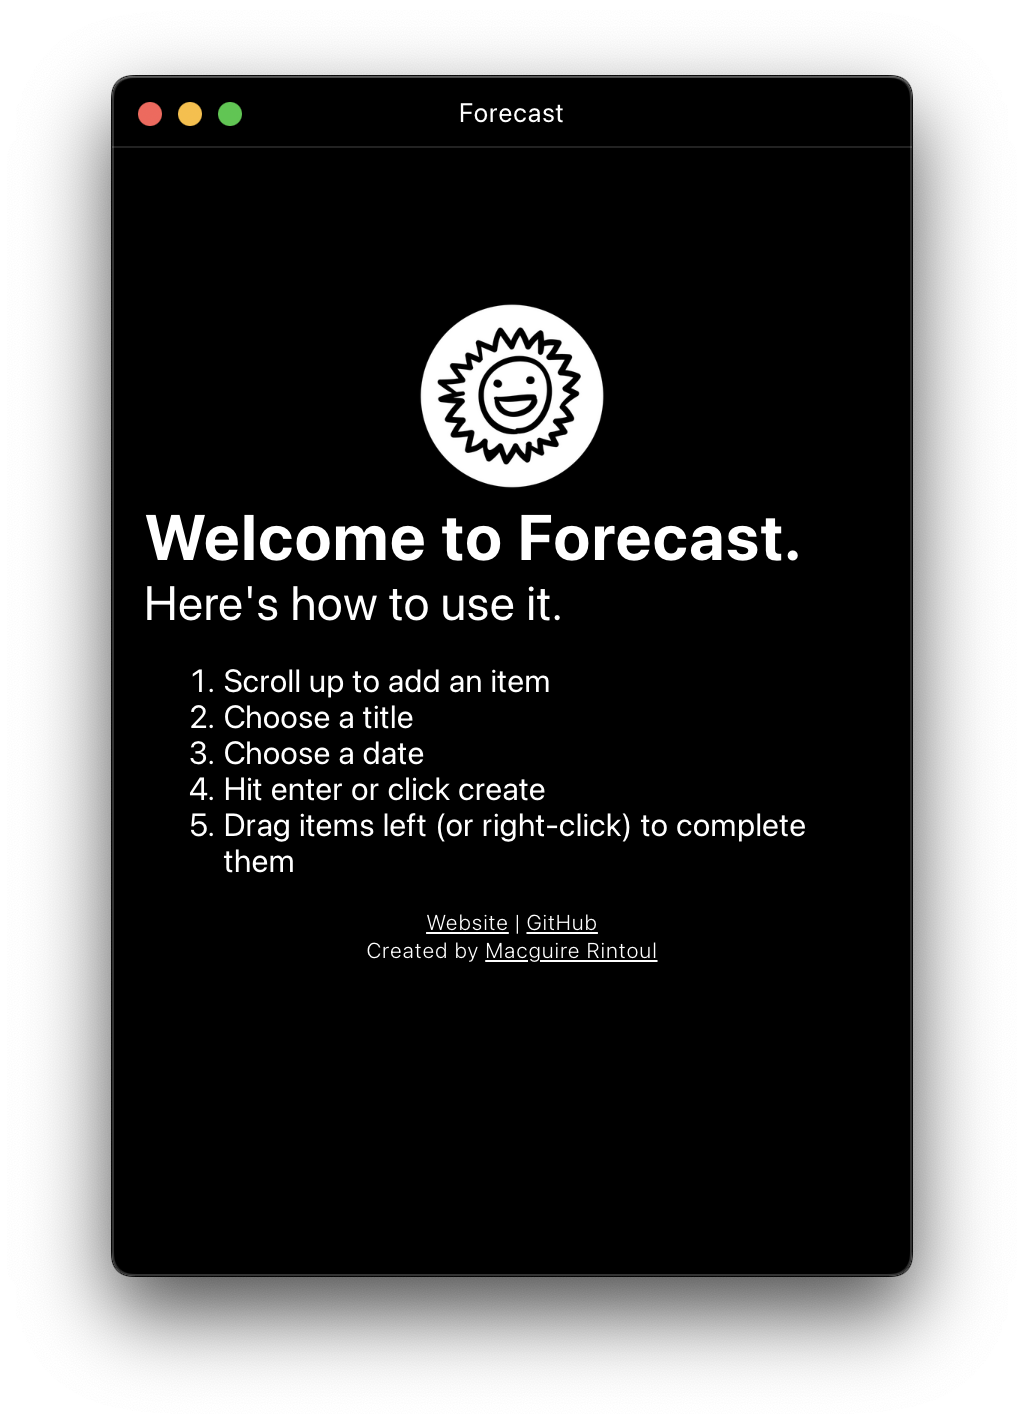 Forecast
Welcome to Forecast.
Here's how to use it.
1. Scroll up to add an item
2. Choose a title
3. Choose a date
4. Hit enter or click create
5. Drag items left (or right-click) to complete
them
Website | GitHub
Created by Macguire Rintoul